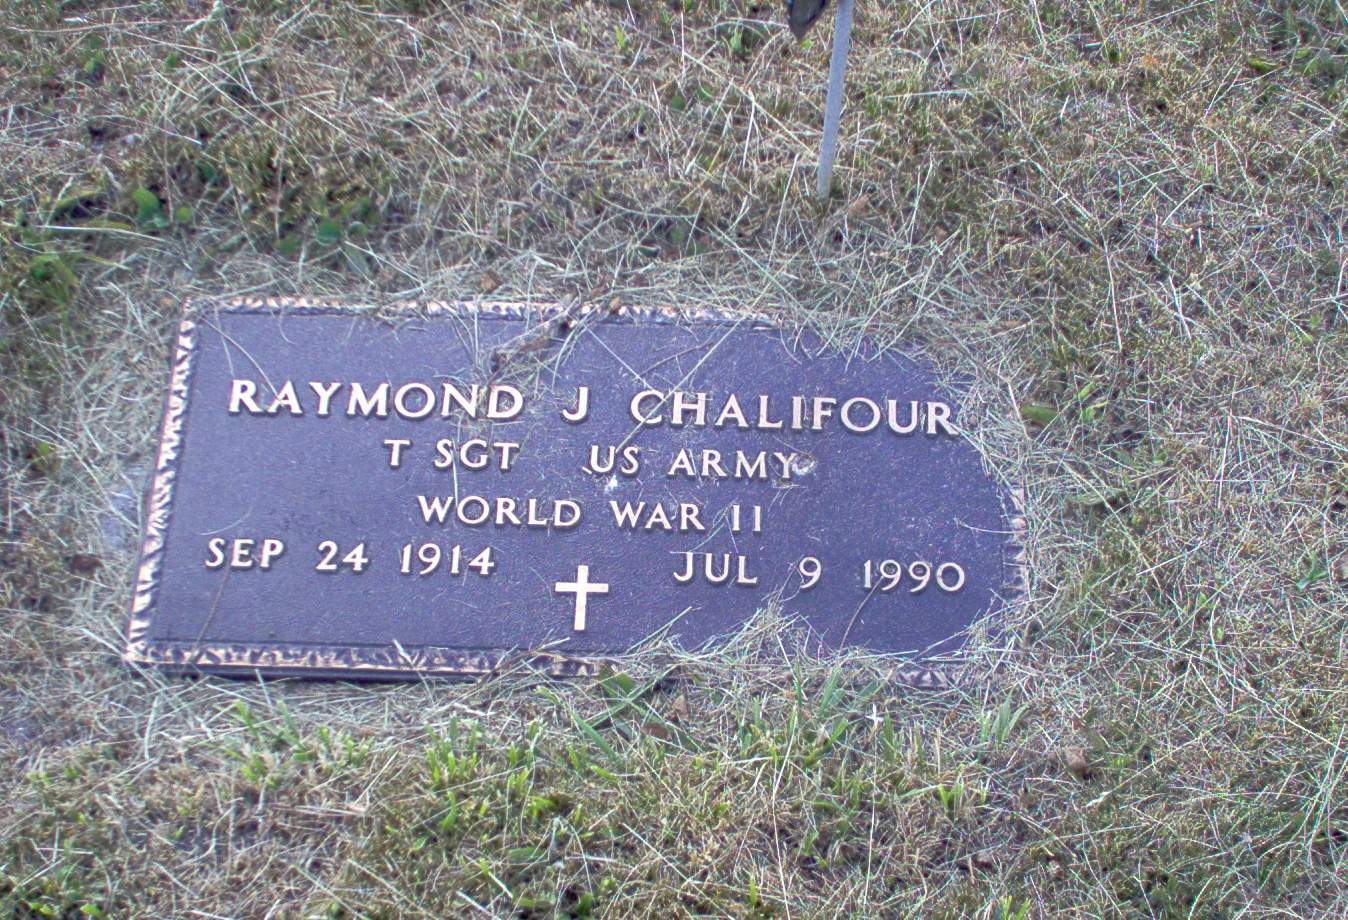 RAYMOND J CHALIFOUR
T SGT US ARMY
WORLD WAR II
SEP 24 1914 JUL 9 1990